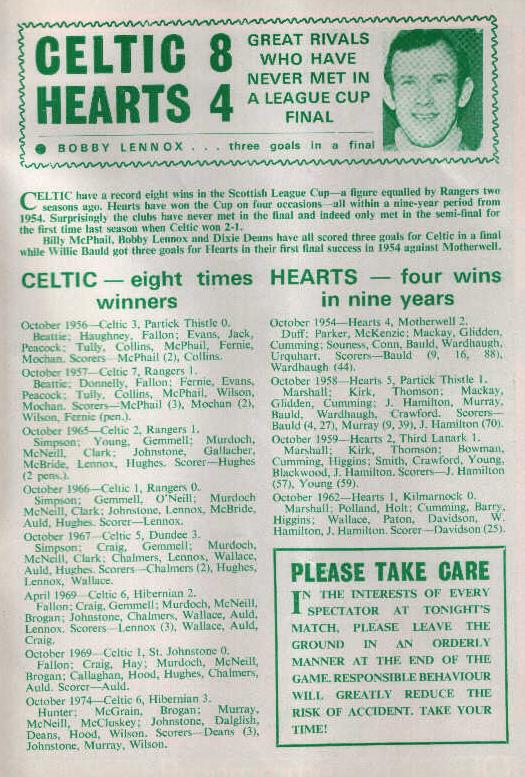 CELTIC 8
HEARTS 4
GREAT RIVALS
WHO HAVE
NEVER MET IN
A LEAGUE CUP
FINAL
● BOBBY LENNOX . . . three goals in a final
CELTIC have a record eight wins in the Scottish League Cup—a figure equalled by Rangers two
seasons ago. Hearts have won the Cup on four occasions—all within a nine-year period from
1954. Surprisingly the clubs have never met in the final and indeed only met in the semi-final for
the first time last season when Celtic won 2-1.
Billy McPhail, Bobby Lennox and Dixie Deans have all scored three goals for Celtic in a final
while Willie Bauld got three goals for Hearts in their first final success in 1954 against Motherwell.
CELTIC — eight times
winners
October 1956—Celtic 3, Partick Thistle 0.
Beattie; Haughney, Fallon; Evans, Jack,
Peacock; Tully, Collins, McPhail, Fernie,
Mochan. Scorers—McPhail (2), Collins.
October 1957—Celtic 7, Rangers 1.
Beattie; Donnelly, Fallon; Fernie, Evans,
Peacock; Tully, Collins, McPhail, Wilson,
Mochan. Scorers—McPhail (3), Mochan (2),
Wilson, Fernie (pen.).
October 1965—Celtic 2, Rangers 1.
Simpson; Young, Gemmell; Murdoch,
McNeill, Clark; Johnstone, Gallacher,
McBride, Lennox, Hughes. Scorer—Hughes
(2 pens.).
October 1966—Celtic 1, Rangers 0.
Simpson; Gemmell, O'Neill; Murdoch
McNeill, Clark; Johnstone, Lennox, McBride,
Auld, Hughes. Scorer—Lennox.
October 1967—Celtic 5, Dundee 3.
Simpson; Craig, Gemmell; Murdoch,
McNeill, Clark; Chalmers, Lennox, Wallace,
Auld, Hughes. Scorers—Chalmers (2), Hughes,
Lennox, Wallace.
April 1969—Celtic 6, Hibernian 2.
Fallon; Craig, Gemmell; Murdoch, McNeill,
Brogan; Johnstone, Chalmers, Wallace, Auld,
Lennox. Scorers—Lennox (3), Wallace, Auld,
Craig.
October 1969—Celtic 1, St. Johnstone 0.
Fallon; Craig, Hay; Murdoch, McNeill,
Brogan; Callaghan, Hood, Hughes, Chalmers,
Auld. Scorer—Auld.
October 1974—Celtic 6, Hibernian 3.
Hunter; McGrain, Brogan; Murray,
McNeill, McCluskey; Johnstone, Dalglish,
Deans, Hood, Wilson. Scorers—Deans (3),
Johnstone, Murray, Wilson.
HEARTS — four wins
in nine years
October 1954—Hearts 4, Motherwell 2.
Duff; Parker, McKenzie; Mackay, Glidden,
Cumming; Souness, Conn, Bauld, Wardhaugh,
Urquhart. Scorers—Bauld (9, 16, 88),
Wardhaugh (44).
October 1958—Hearts 5, Partick Thistle 1.
Marshall; Kirk, Thomson; Mackay,
Glidden, Cumming; J. Hamilton, Murray,
Bauld, Wardhaugh, Crawford. Scorers—
Bauld (4, 27), Murray (9, 39), J. Hamilton (70).
October 1959—Hearts 2, Third Lanark 1.
Marshall; Kirk, Thomson; Bowman,
Cumming, Higgins; Smith, Crawford, Young,
Blackwood, J. Hamilton. Scorers—J. Hamilton
(57), Young (59).
October 1962—Hearts 1, Kilmarnock 0.
Marshall; Polland, Holt; Cumming, Barry,
Higgins; Wallace, Paton, Davidson, W.
Hamilton, J. Hamilton. Scorer—Davidson (25).
PLEASE TAKE CARE
IN THE INTERESTS OF EVERY
SPECTATOR AT TONIGHT'S
MATCH, PLEASE LEAVE THE
GROUND IN AN ORDERLY
MANNER AT THE END OF THE
GAME. RESPONSIBLE BEHAVIOUR
WILL GREATLY REDUCE THE
RISK OF ACCIDENT. TAKE YOUR
TIME!